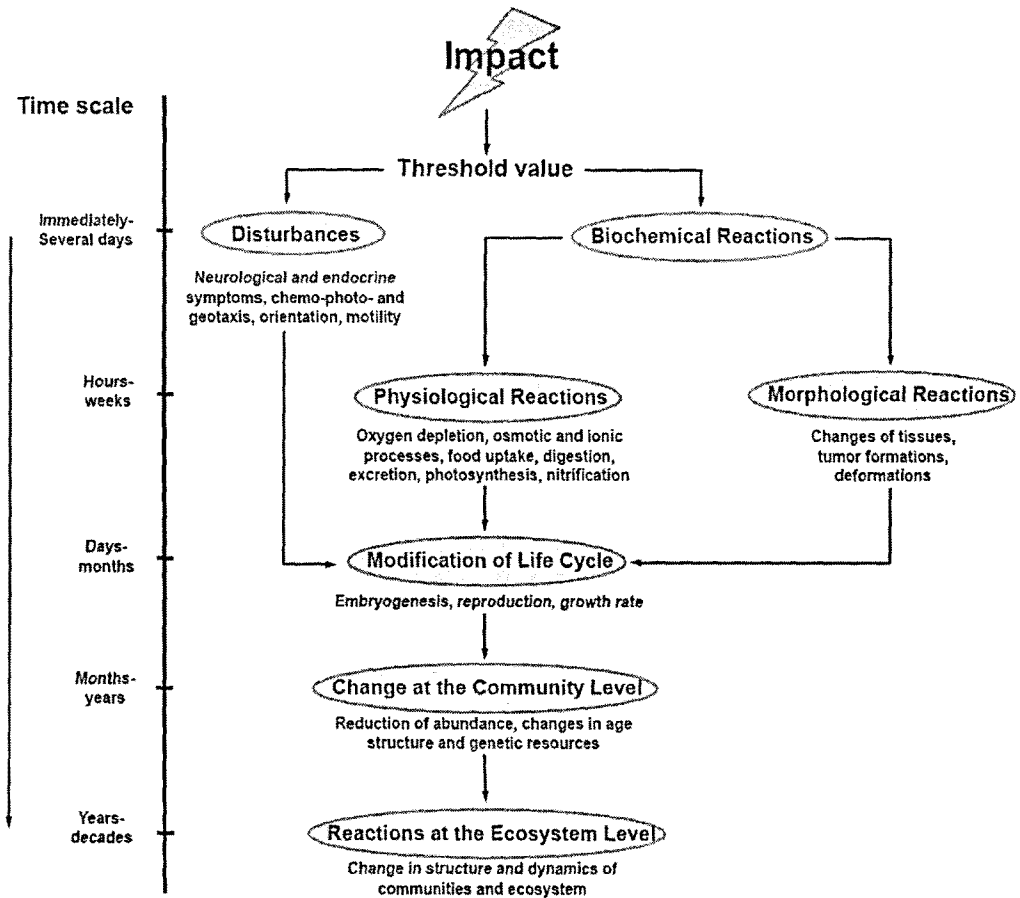 Impact
Time scale
Threshold value
Immediately-
Several days
Disturbances
Biochemical Reactions
Neurological and endocrine
symptoms, chemo-photo- and
geotaxis, orientation, motility
Hours-
weeks
Physiological Reactions
Morphological Reactions
Oxygen depletion, osmotic and ionic
processes, food uptake, digestion,
excretion, photosynthesis, nitrification
Changes of tissues,
tumor formations,
deformations
Days-
months
Modification of Life Cycle
Embryogenesis, reproduction, growth rate
Months-
years
Change at the Community Level
Reduction of abundance, changes in age
structure and genetic resources
Years-
decades
Reactions at the Ecosystem Level
Change in structure and dynamics of
communities and ecosystem